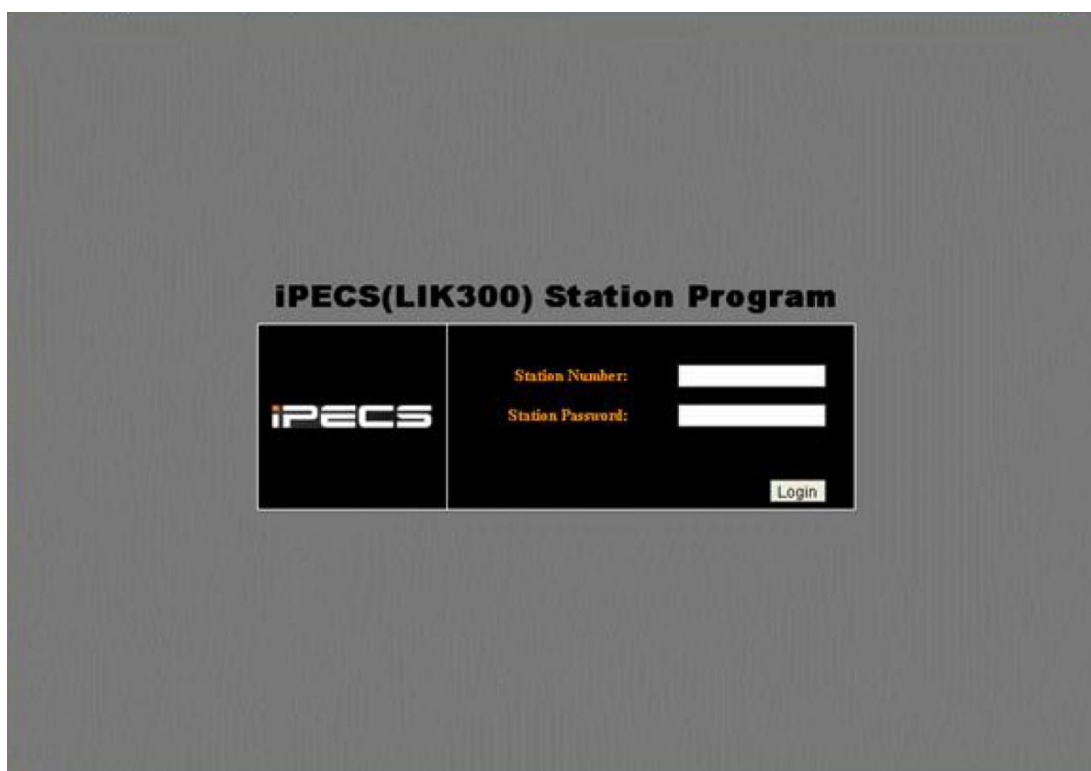 iPECS(LIK300) Station Program
Station Number:
iPECS
Station Password:
Login